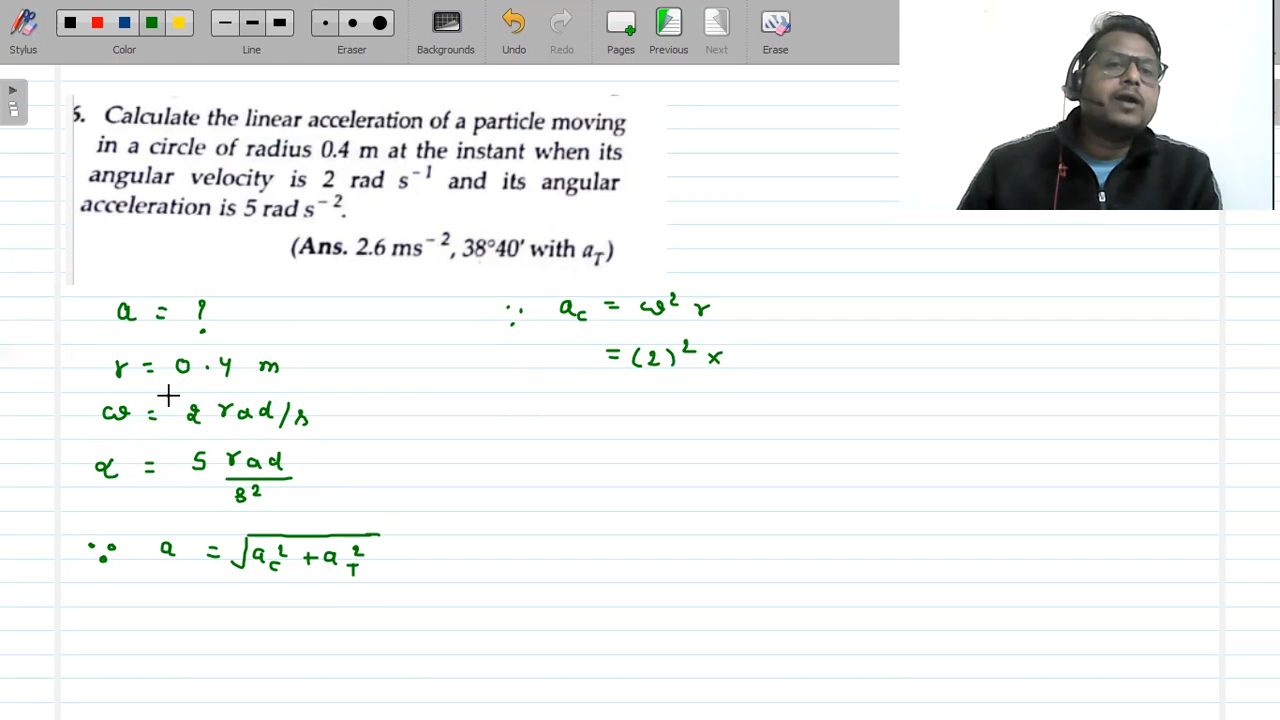 Stylus Color Line Eraser Backgrounds Undo Redo Pages Previous Next Erase
6. Calculate the linear acceleration of a particle moving
in a circle of radius 0.4 m at the instant when its
angular velocity is 2 rad s⁻¹ and its angular
acceleration is 5 rad s⁻².
(Ans. 2.6 ms⁻², 38°40′ with a_T)
a = ?
r = 0.4 m
ω = 2 rad/s
α = 5 rad/s²
∵ a = √(a_c² + a_T²)
∵ a_c = ω² r
= (2)² ×